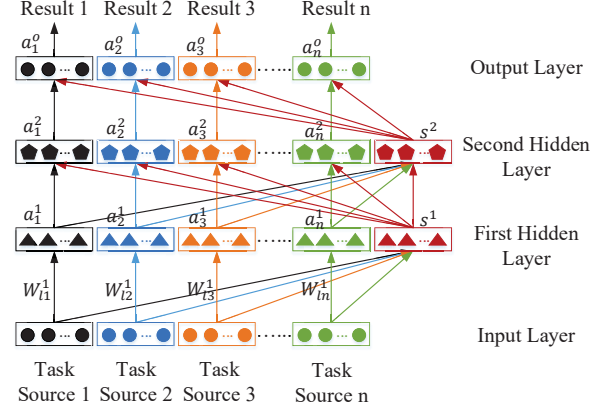 Result 1 Result 2 Result 3 Result n
a_1^o a_2^o a_3^o a_n^o
Output Layer
a_1^2 a_2^2 a_3^2 a_n^2 s^2
Second Hidden
Layer
a_1^1 a_2^1 a_3^1 a_n^1 s^1
First Hidden
Layer
W_{l1}^1 W_{l2}^1 W_{l3}^1 W_{ln}^1
Input Layer
Task Task Task Task
Source 1 Source 2 Source 3 Source n